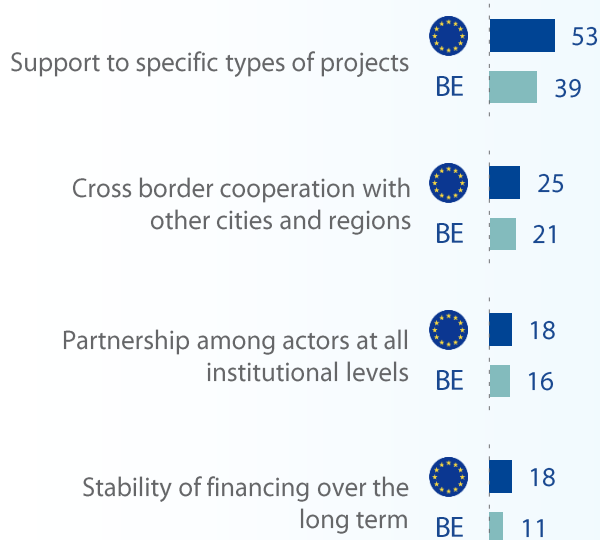 53
Support to specific types of projects
BE 39
Cross border cooperation with
25
other cities and regions
BE 21
Partnership among actors at all
18
institutional levels
BE 16
Stability of financing over the
18
long term
BE 11